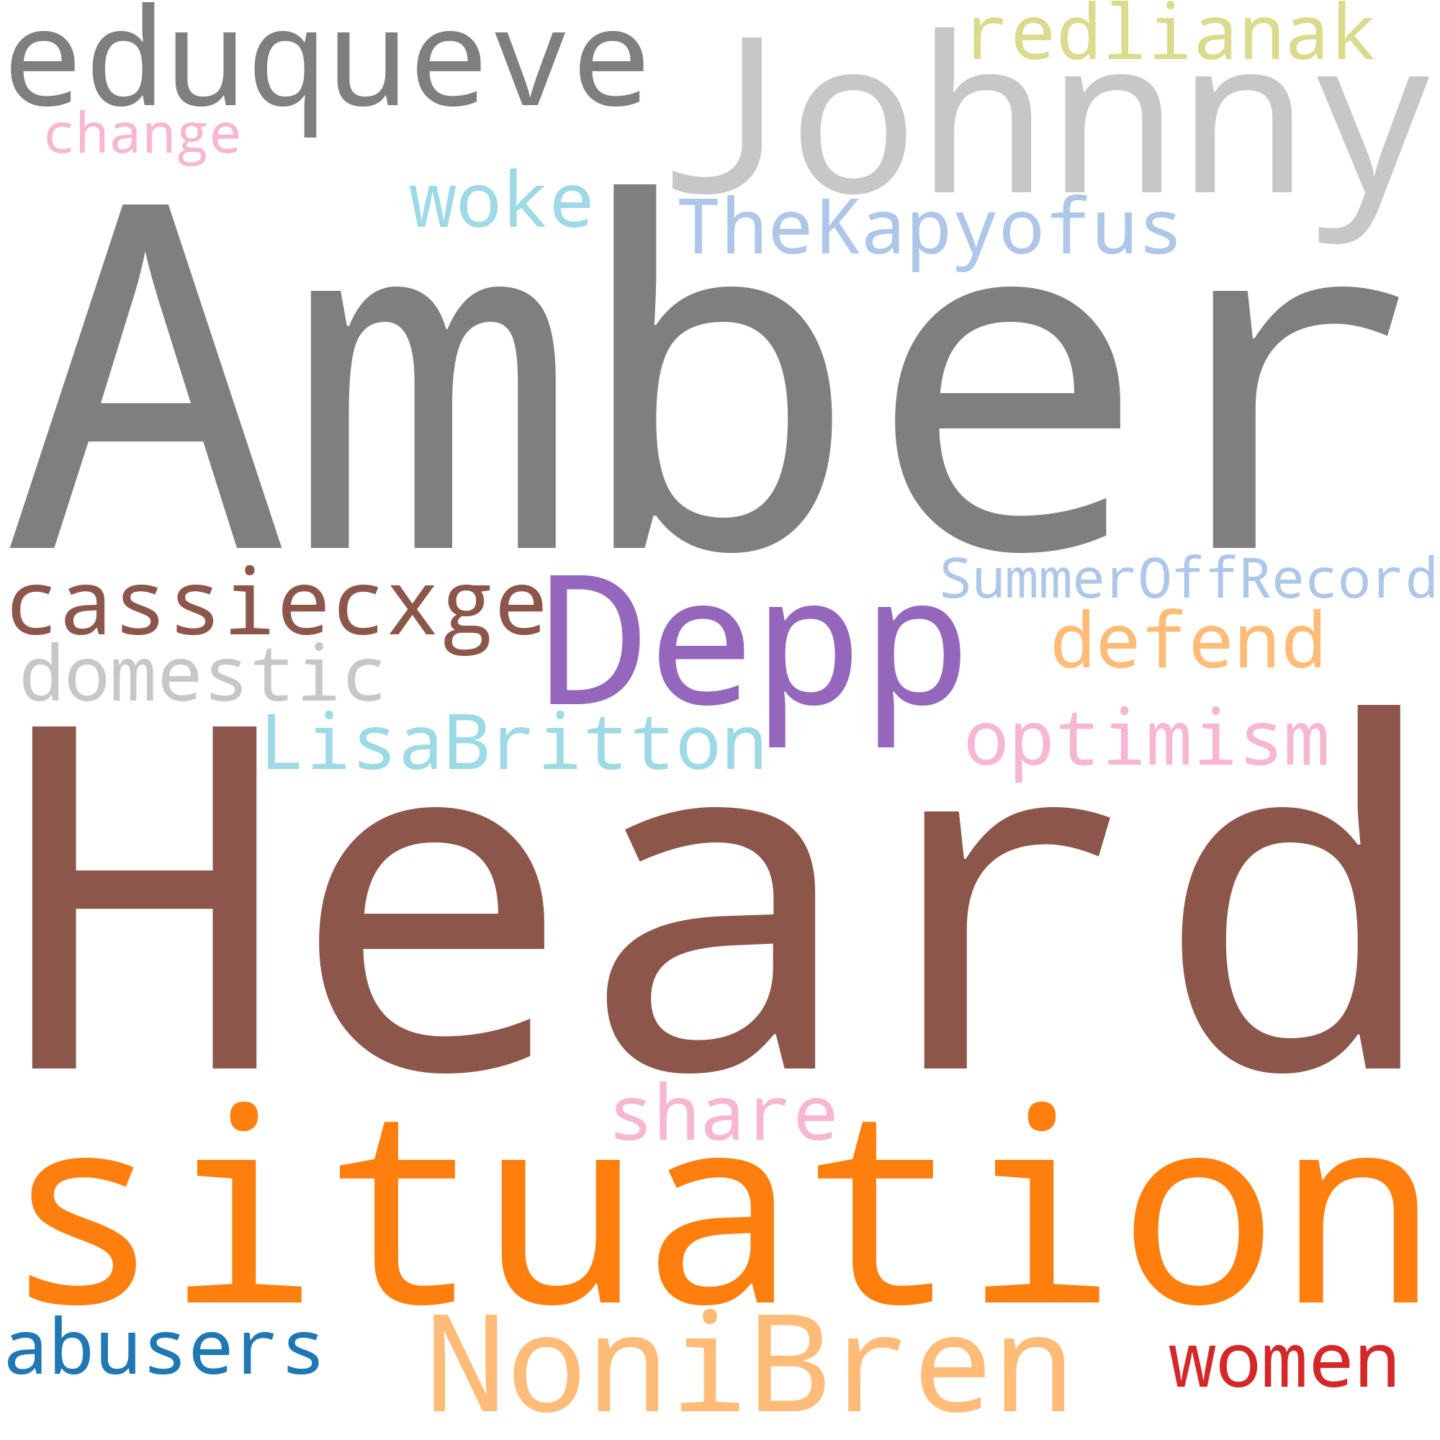 eduqueve
redlianak
Johnny
change
woke
TheKapyofus
Amber
cassiecxge
Depp
SummerOffRecord
defend
domestic
LisaBritton
optimism
Heard
share
situation
abusers
NoniBren
women